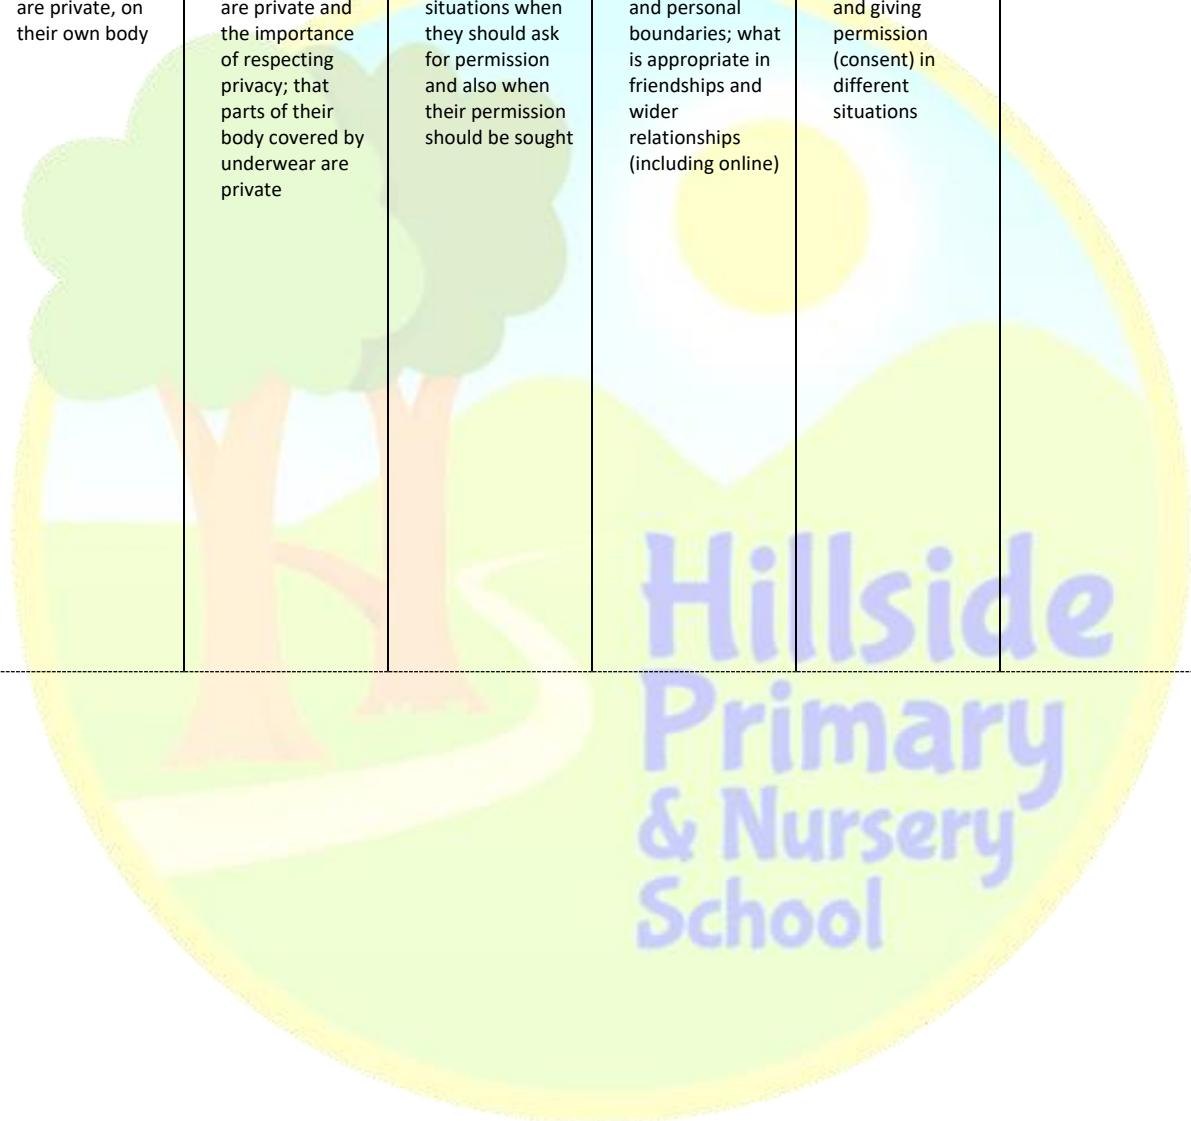 are private, on
their own body
are private and
the importance
of respecting
privacy; that
parts of their
body covered by
underwear are
private
situations when
they should ask
for permission
and also when
their permission
should be sought
and personal
boundaries; what
is appropriate in
friendships and
wider
relationships
(including online)
and giving
permission
(consent) in
different
situations
Hillside
Primary
& Nursery
School